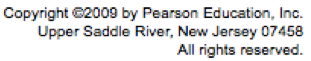 Copyright ©2009 by Pearson Education, Inc.
Upper Saddle River, New Jersey 07458
All rights reserved.